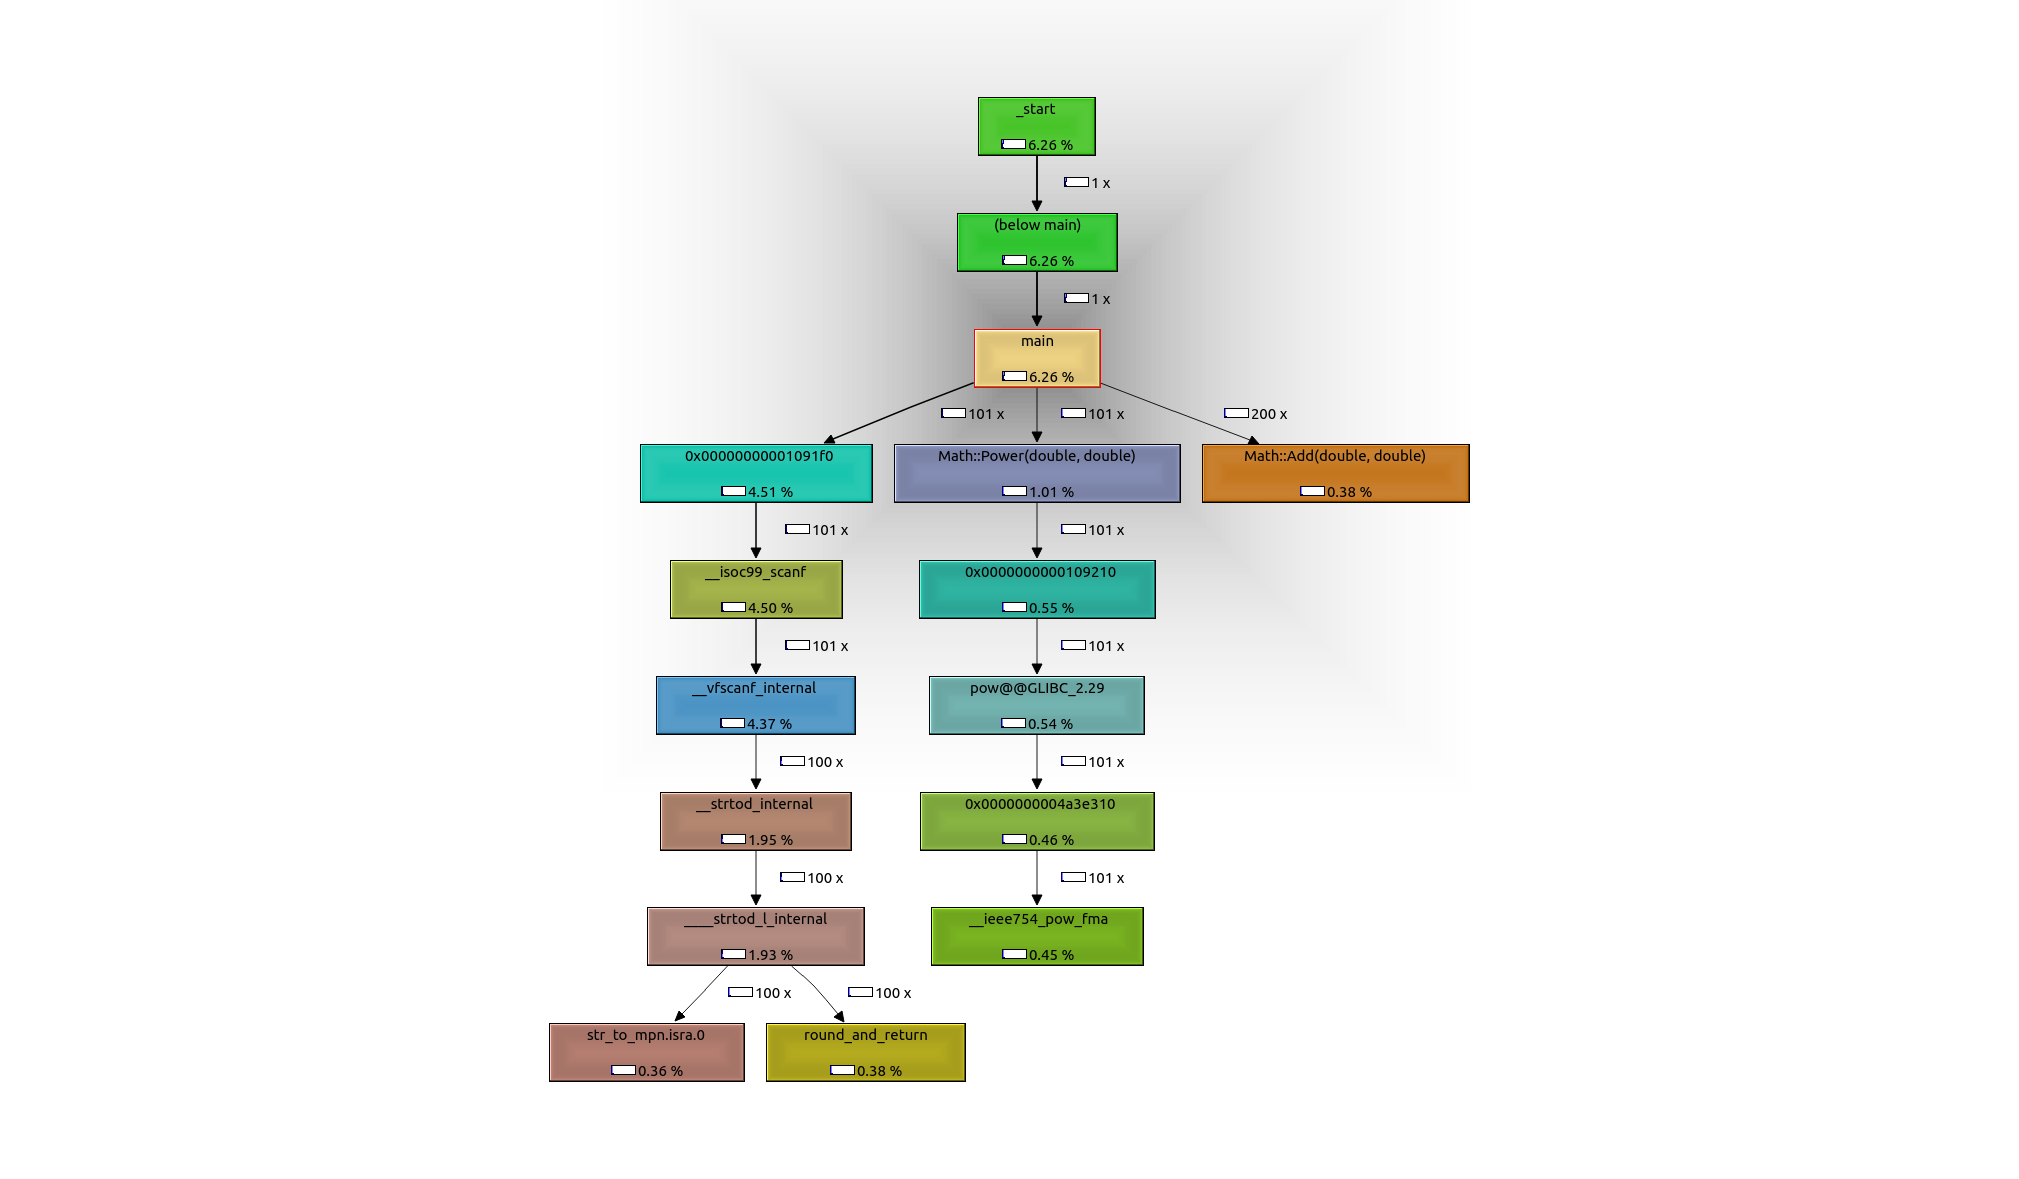 _start
6.26 %
1 x
(below main)
6.26 %
1 x
main
6.26 %
101 x
101 x
200 x
0x00000000001091f0
4.51 %
Math::Power(double, double)
1.01 %
Math::Add(double, double)
0.38 %
101 x
101 x
__isoc99_scanf
4.50 %
0x0000000000109210
0.55 %
101 x
101 x
__vfscanf_internal
4.37 %
pow@@GLIBC_2.29
0.54 %
100 x
101 x
__strtod_internal
1.95 %
0x0000000004a3e310
0.46 %
100 x
101 x
____strtod_l_internal
1.93 %
__ieee754_pow_fma
0.45 %
100 x
100 x
str_to_mpn.isra.0
0.36 %
round_and_return
0.38 %